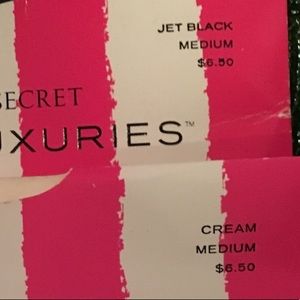 JET BLACK
MEDIUM
$6.50
SECRET
UXURIES™
CREAM
MEDIUM
$6.50